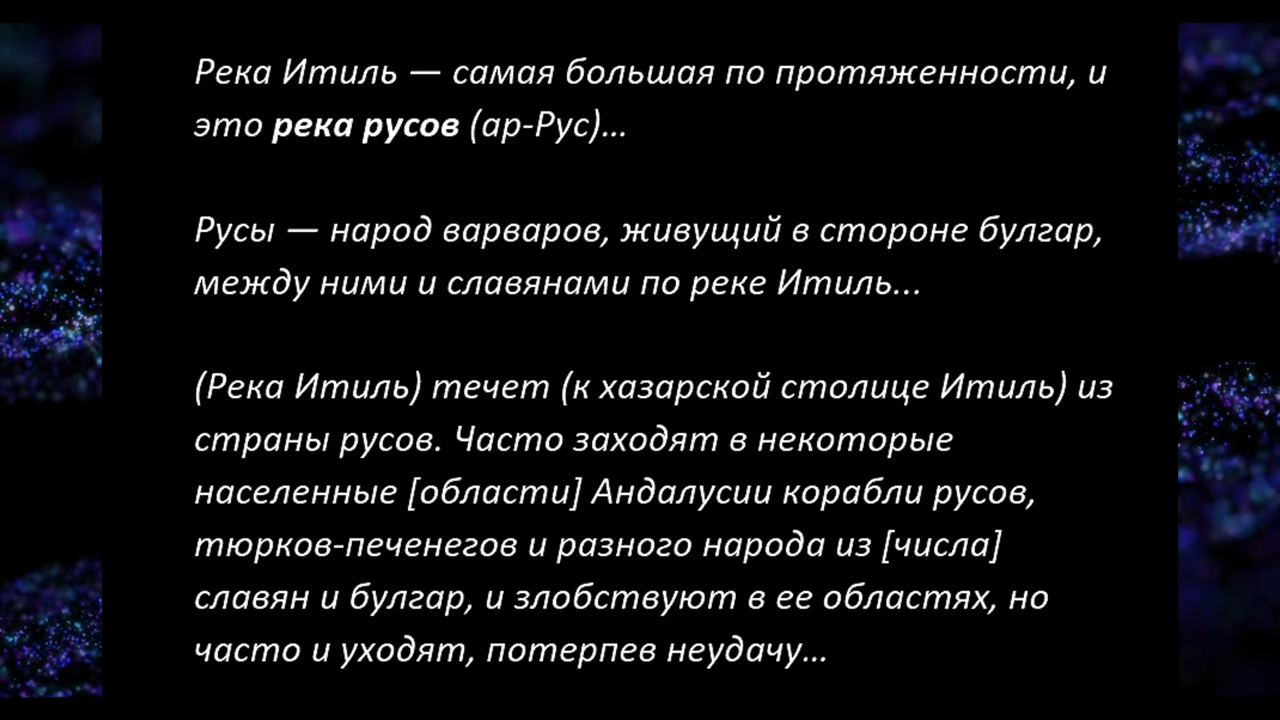 Река Итиль — самая большая по протяженности, и
это река русов (ар-Рус)…
Русы — народ варваров, живущий в стороне булгар,
между ними и славянами по реке Итиль...
(Река Итиль) течет (к хазарской столице Итиль) из
страны русов. Часто заходят в некоторые
населенные [области] Андалусии корабли русов,
тюрков-печенегов и разного народа из [числа]
славян и булгар, и злобствуют в ее областях, но
часто и уходят, потерпев неудачу…